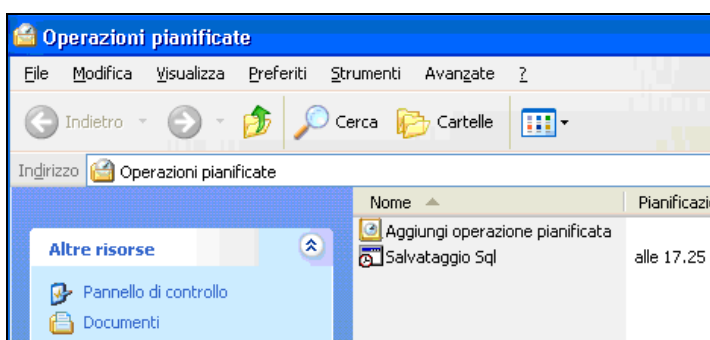 Operazioni pianificate
File Modifica Visualizza Preferiti Strumenti Avanzate ?
Indietro Cerca Cartelle
Indirizzo Operazioni pianificate
Nome Pianificazi
Aggiungi operazione pianificata
Altre risorse
Salvataggio Sql alle 17.25
Pannello di controllo
Documenti